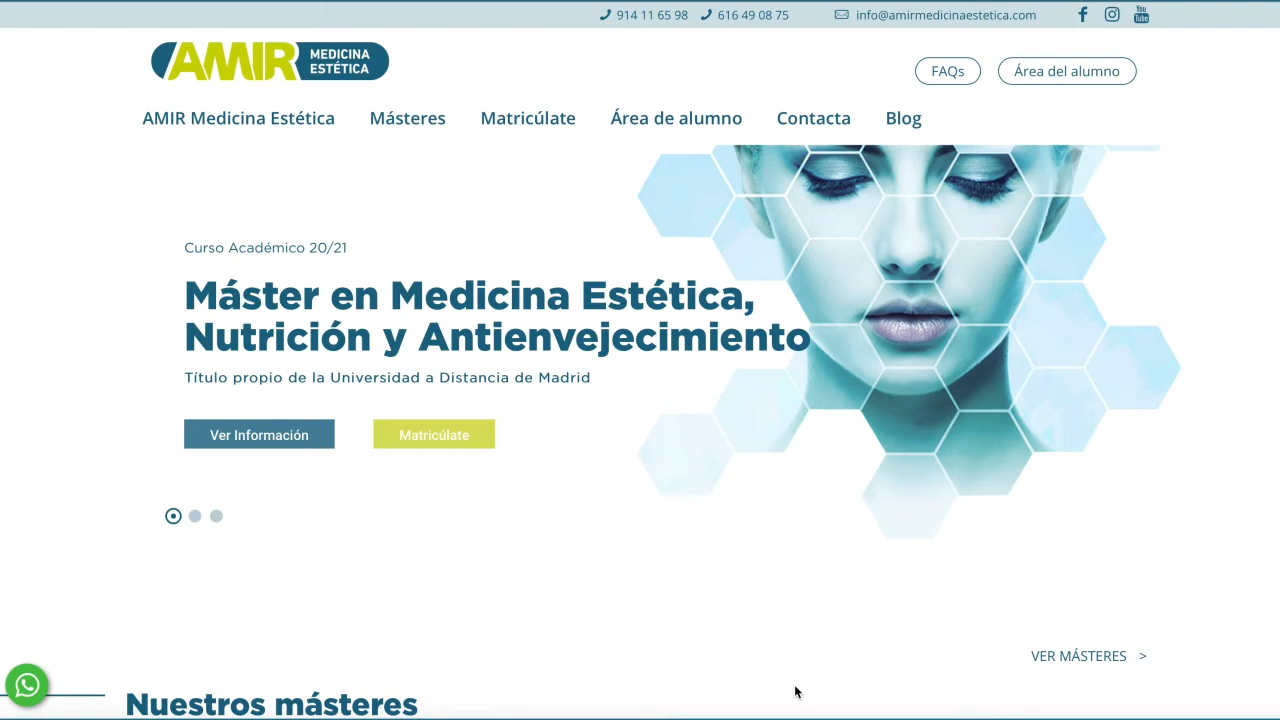 914 11 65 98 616 49 08 75 info@amirmedicinaestetica.com You Tube
AMIR MEDICINA ESTÉTICA
FAQs Área del alumno
AMIR Medicina Estética Másteres Matricúlate Área de alumno Contacta Blog
Curso Académico 20/21
Máster en Medicina Estética,
Nutrición y Antienvejecimiento
Título propio de la Universidad a Distancia de Madrid
Ver Información Matricúlate
VER MÁSTERES >
Nuestros másteres